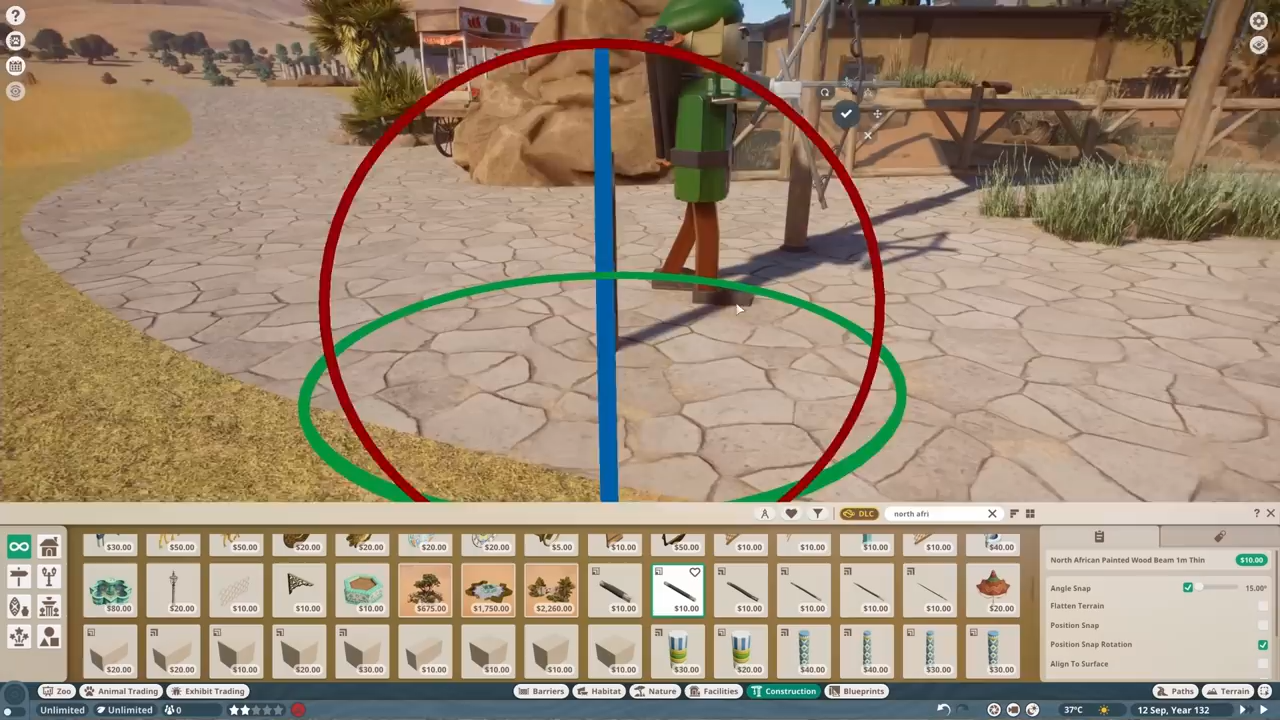 ?
DLC
north afri
?
$30.00 $50.00 $50.00 $20.00 $20.00 $20.00 $20.00 $5.00 $10.00 $50.00 $10.00 $10.00 $10.00 $10.00 $40.00
North African Painted Wood Beam 1m Thin $10.00
$80.00 $20.00 $10.00 $10.00 $10.00 $675.00 $1,750.00 $2,260.00 $10.00 $10.00 $10.00 $10.00 $10.00 $10.00 $20.00
Angle Snap 15.00°
Flatten Terrain
Position Snap
Position Snap Rotation
Align To Surface
$20.00 $20.00 $10.00 $20.00 $30.00 $10.00 $10.00 $10.00 $10.00 $30.00 $20.00 $40.00 $40.00 $30.00 $30.00
Zoo Animal Trading Exhibit Trading Barriers Habitat Nature Facilities Construction Blueprints Paths Terrain
Unlimited Unlimited 0 37°C 12 Sep, Year 132